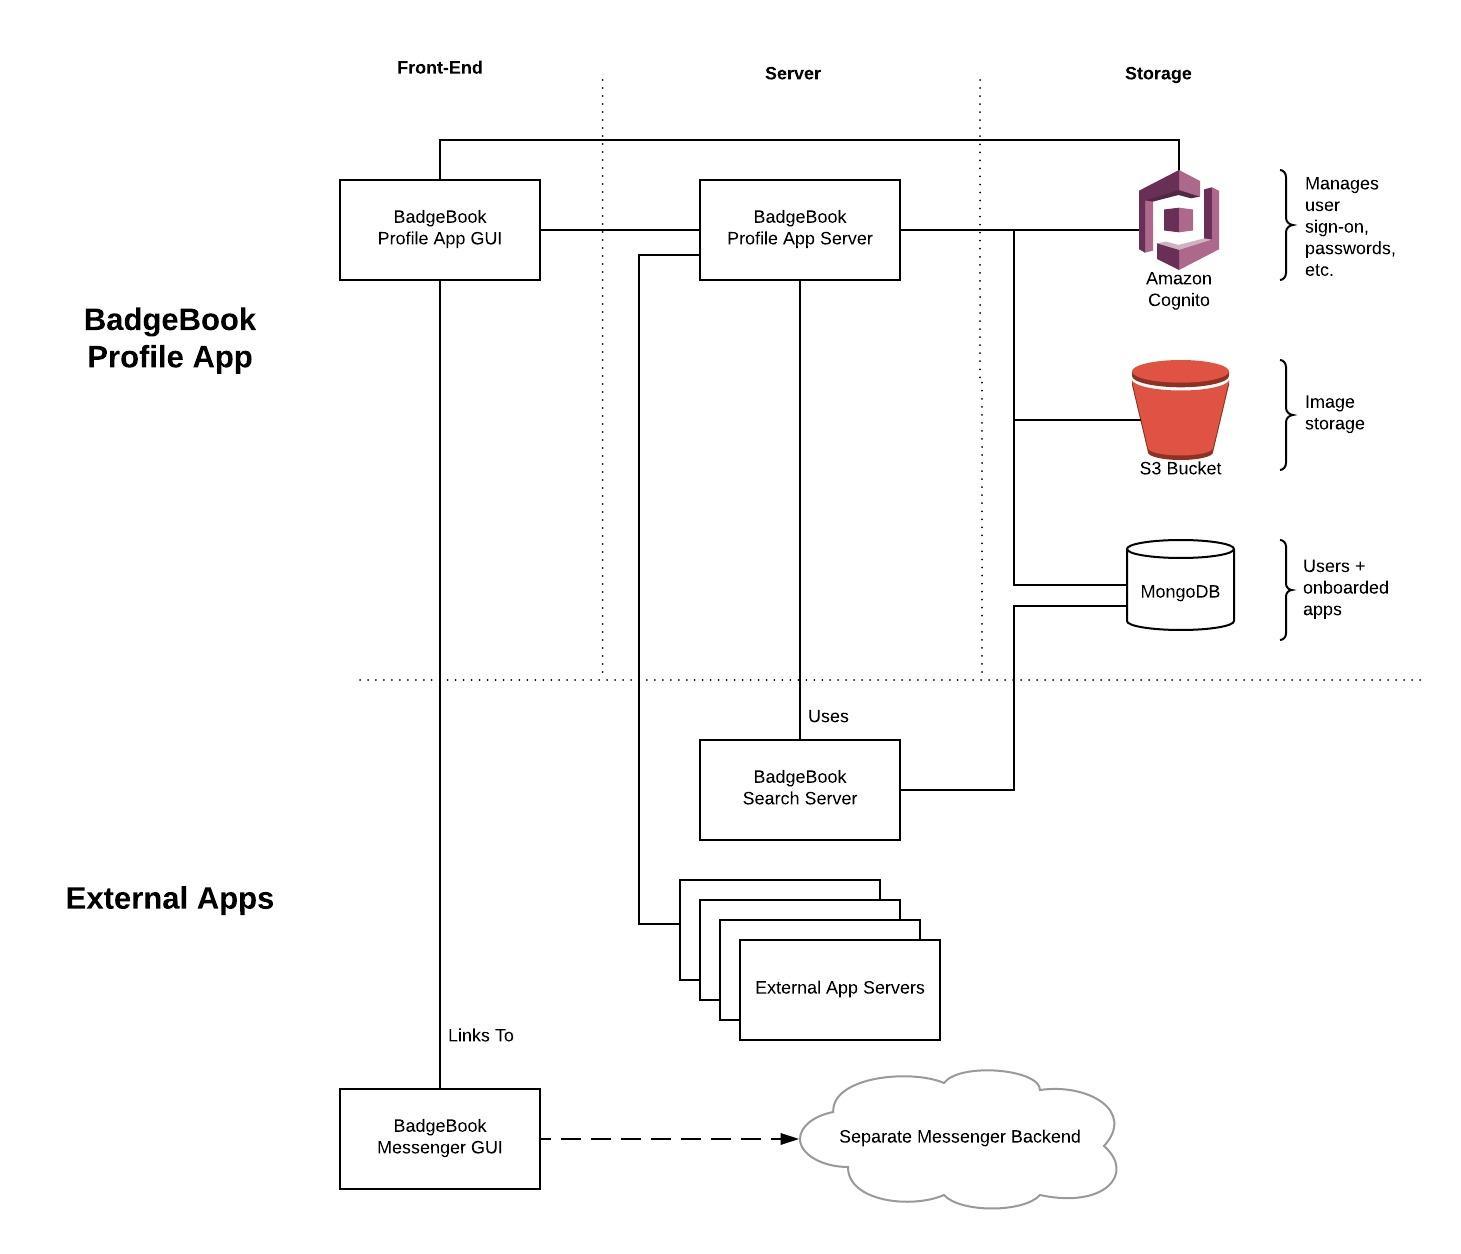 Front-End
Server
Storage
BadgeBook
Profile App GUI
BadgeBook
Profile App Server
Amazon
Cognito
Manages
user
sign-on,
passwords,
etc.
BadgeBook
Profile App
S3 Bucket
Image
storage
MongoDB
Users +
onboarded
apps
Uses
BadgeBook
Search Server
External Apps
External App Servers
Links To
BadgeBook
Messenger GUI
Separate Messenger Backend